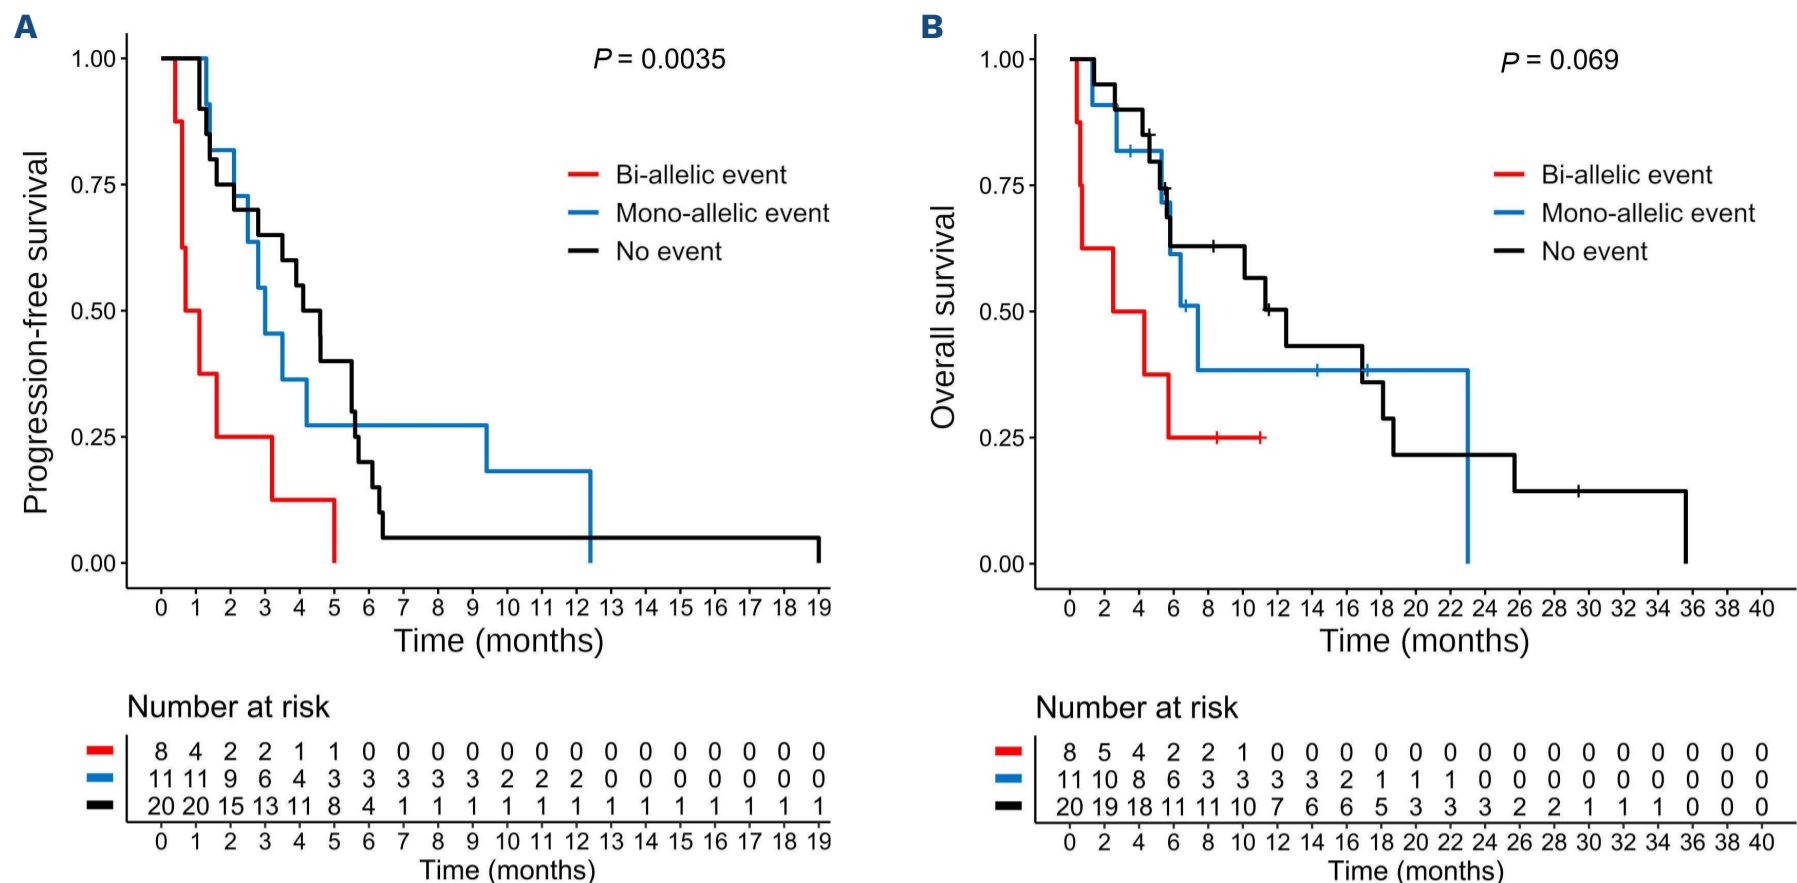 A
P = 0.0035
Progression-free survival
1.00
0.75
0.50
0.25
0.00
Bi-allelic event
Mono-allelic event
No event
0 1 2 3 4 5 6 7 8 9 10 11 12 13 14 15 16 17 18 19
Time (months)
Number at risk
8 4 2 2 1 1 0 0 0 0 0 0 0 0 0 0 0 0 0 0
11 11 9 6 4 3 3 3 3 3 2 2 2 0 0 0 0 0 0 0
20 20 15 13 11 8 4 1 1 1 1 1 1 1 1 1 1 1 1 1
0 1 2 3 4 5 6 7 8 9 10 11 12 13 14 15 16 17 18 19
Time (months)
B
P = 0.069
Overall survival
1.00
0.75
0.50
0.25
0.00
Bi-allelic event
Mono-allelic event
No event
0 2 4 6 8 10 12 14 16 18 20 22 24 26 28 30 32 34 36 38 40
Time (months)
Number at risk
8 5 4 2 2 1 0 0 0 0 0 0 0 0 0 0 0 0 0 0 0
11 10 8 6 3 3 3 3 2 1 1 1 0 0 0 0 0 0 0 0 0
20 19 18 11 11 10 7 6 6 5 3 3 3 2 2 1 1 1 0 0 0
0 2 4 6 8 10 12 14 16 18 20 22 24 26 28 30 32 34 36 38 40
Time (months)